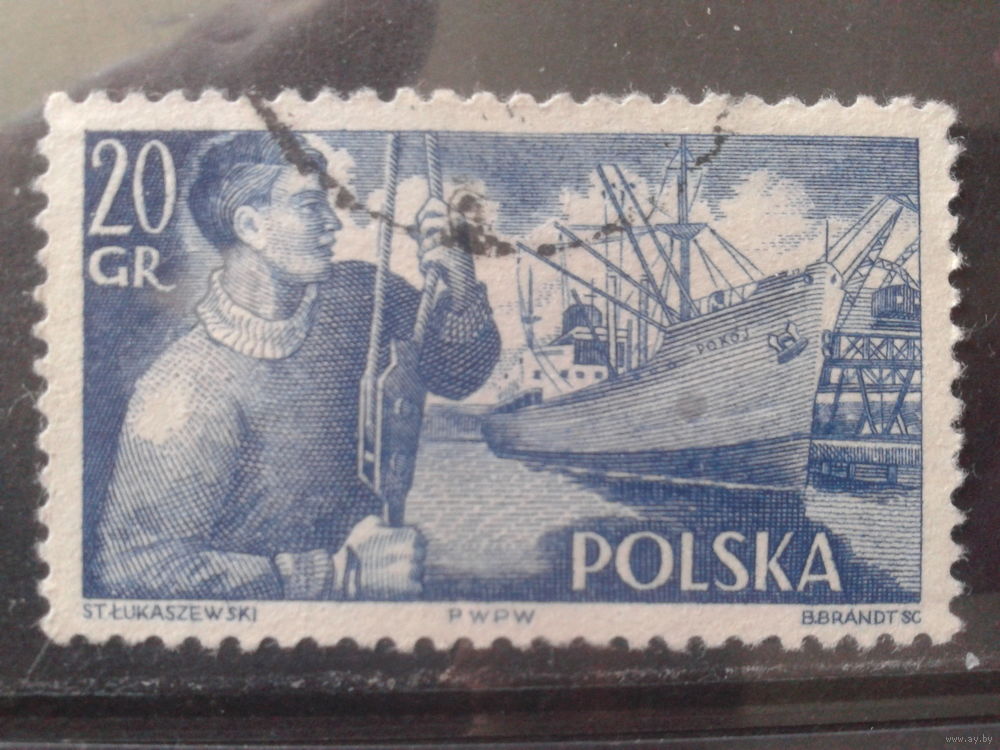 20
GR
POKÓJ
POLSKA
ST.ŁUKASZEWSKI
PWPW
B.BRANDT SC
www.ay.by